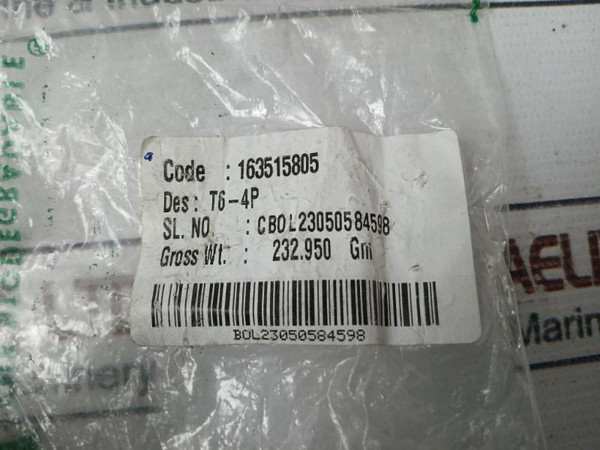 Code : 163515805
Des : T6-4P
SL. NO. : CBOL23050584598
Gross Wt. : 232.950 Gm
BOL23050584598
Marin